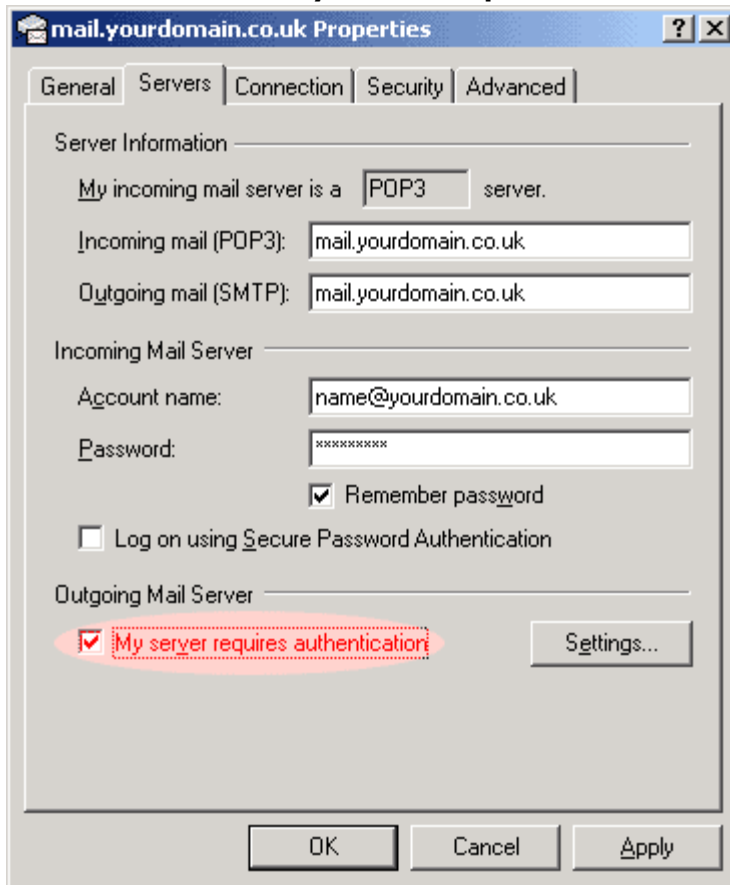 mail.yourdomain.co.uk Properties
General Servers Connection Security Advanced
Server Information
My incoming mail server is a POP3 server.
Incoming mail (POP3): mail.yourdomain.co.uk
Outgoing mail (SMTP): mail.yourdomain.co.uk
Incoming Mail Server
Account name: name@yourdomain.co.uk
Password: *********
Remember password
Log on using Secure Password Authentication
Outgoing Mail Server
My server requires authentication Settings...
OK Cancel Apply